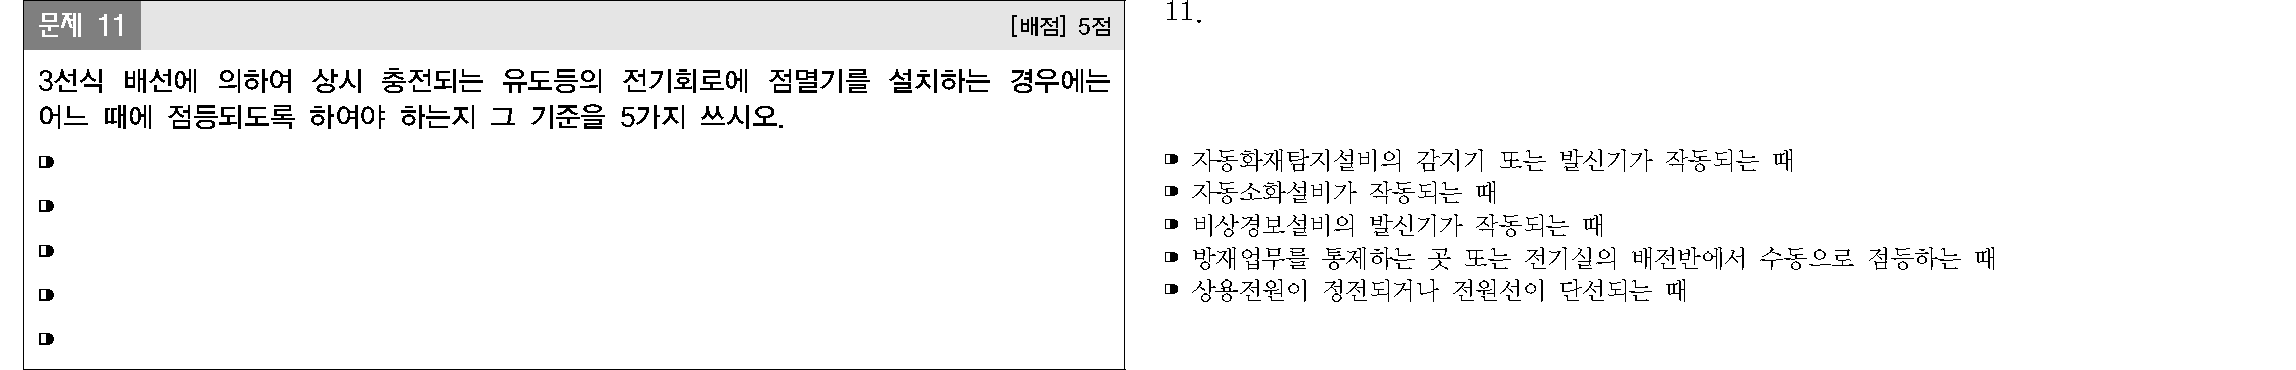 문제 11
[배점] 5점
3선식 배선에 의하여 상시 충전되는 유도등의 전기회로에 점멸기를 설치하는 경우에는
어느 때에 점등되도록 하여야 하는지 그 기준을 5가지 쓰시오.
11.
자동화재탐지설비의 감지기 또는 발신기가 작동되는 때
자동소화설비가 작동되는 때
비상경보설비의 발신기가 작동되는 때
방재업무를 통제하는 곳 또는 전기실의 배전반에서 수동으로 점등하는 때
상용전원이 정전되거나 전원선이 단선되는 때